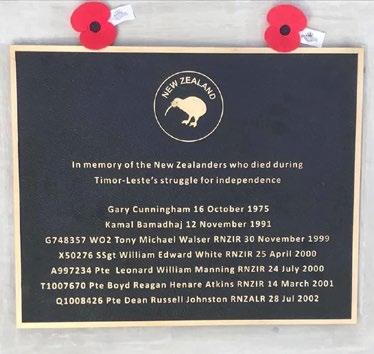 NEW ZEALAND
In memory of the New Zealanders who died during
Timor-Leste's struggle for independence
Gary Cunningham 16 October 1975
Kamal Bamadhaj 12 November 1991
G748357 WO2 Tony Michael Walser RNZIR 30 November 1999
X50276 SSgt William Edward White RNZIR 25 April 2000
A997234 Pte Leonard William Manning RNZIR 24 July 2000
T1007670 Pte Boyd Reagan Henare Atkins RNZIR 14 March 2001
Q1008426 Pte Dean Russell Johnston RNZALR 28 Jul 2002